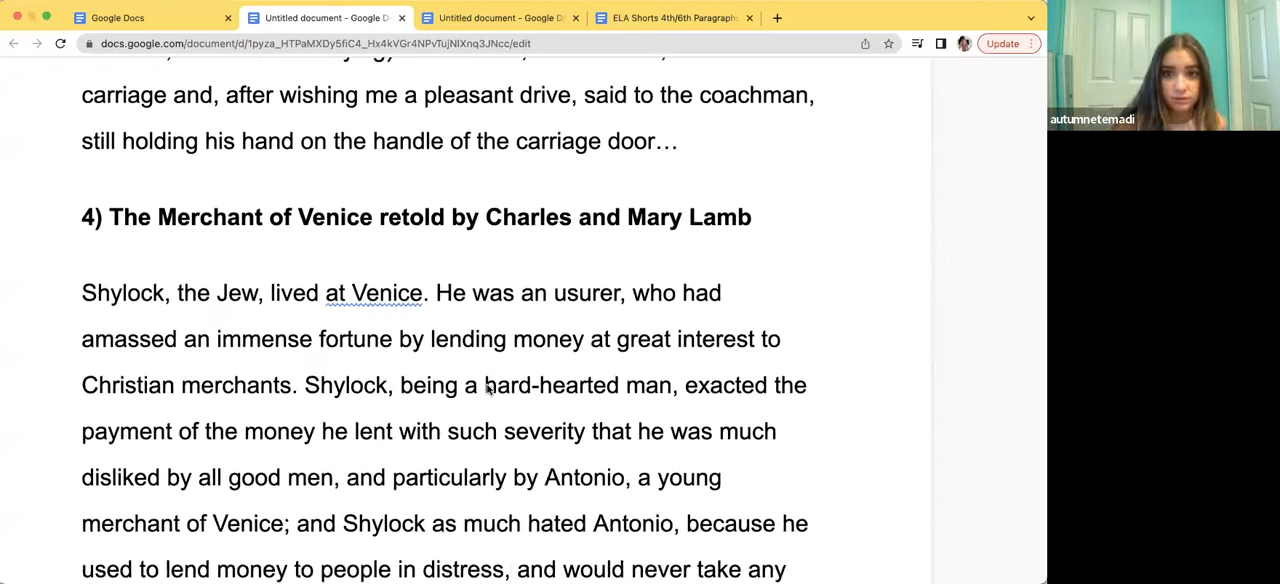 Google Docs
Untitled document - Google D
Untitled document - Google D
ELA Shorts 4th/6th Paragraph
docs.google.com/document/d/1pyza_HTPaMXDy5fiC4_Hx4kVGr4NPvTujNIXnq3JNcc/edit
Update
autumnetemadi
carriage and, after wishing me a pleasant drive, said to the coachman,
still holding his hand on the handle of the carriage door…
4) The Merchant of Venice retold by Charles and Mary Lamb
Shylock, the Jew, lived at Venice. He was an usurer, who had
amassed an immense fortune by lending money at great interest to
Christian merchants. Shylock, being a hard-hearted man, exacted the
payment of the money he lent with such severity that he was much
disliked by all good men, and particularly by Antonio, a young
merchant of Venice; and Shylock as much hated Antonio, because he
used to lend money to people in distress, and would never take any